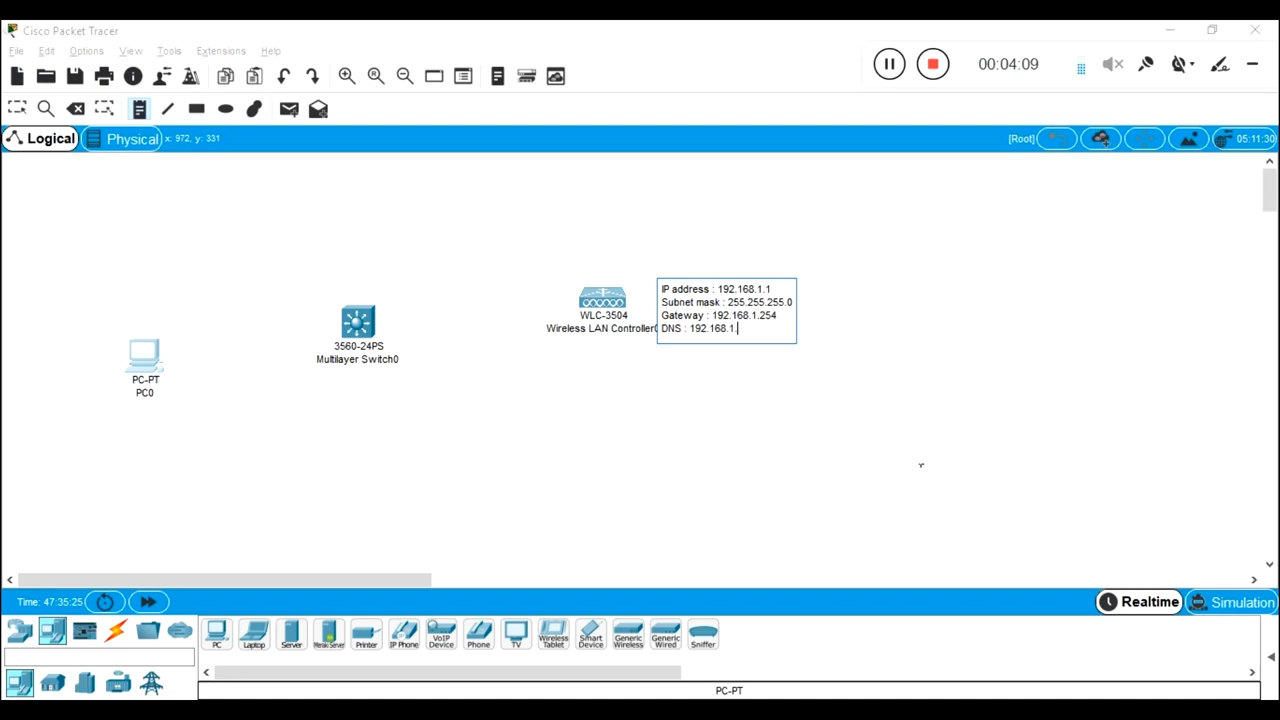 Cisco Packet Tracer
File Edit Options View Tools Extensions Help
00:04:09
Logical Physical x: 972, y: 331 [Root] 05:11:30
IP address : 192.168.1.1
Subnet mask : 255.255.255.0
Gateway : 192.168.1.254
DNS : 192.168.1.
WLC-3504
Wireless LAN Controller0
3560-24PS
Multilayer Switch0
PC-PT
PC0
Time: 47:35:25 Realtime Simulation
PC Laptop Server Meraki Server Printer IP Phone VoIP Device Phone TV Wireless Tablet Smart Device Generic Wireless Generic Wired Sniffer
PC-PT